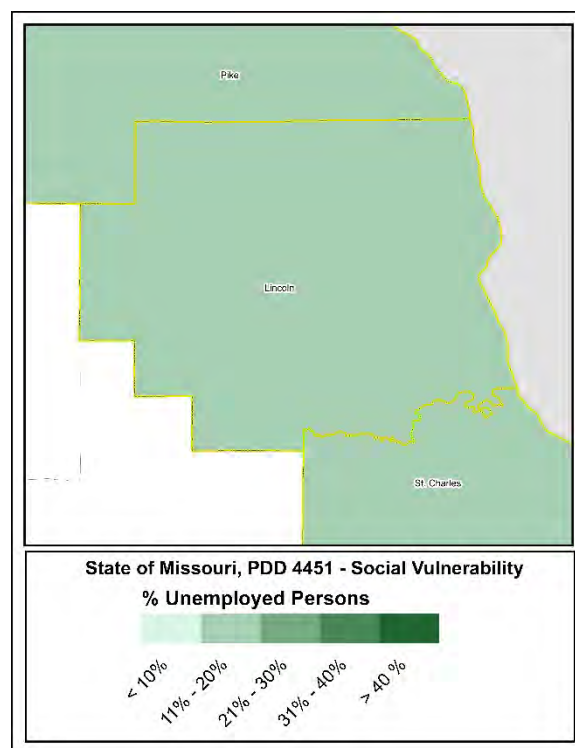 Pike
Lincoln
St. Charles
State of Missouri, PDD 4451 - Social Vulnerability
% Unemployed Persons
< 10%
11% - 20%
21% - 30%
31% - 40%
> 40 %